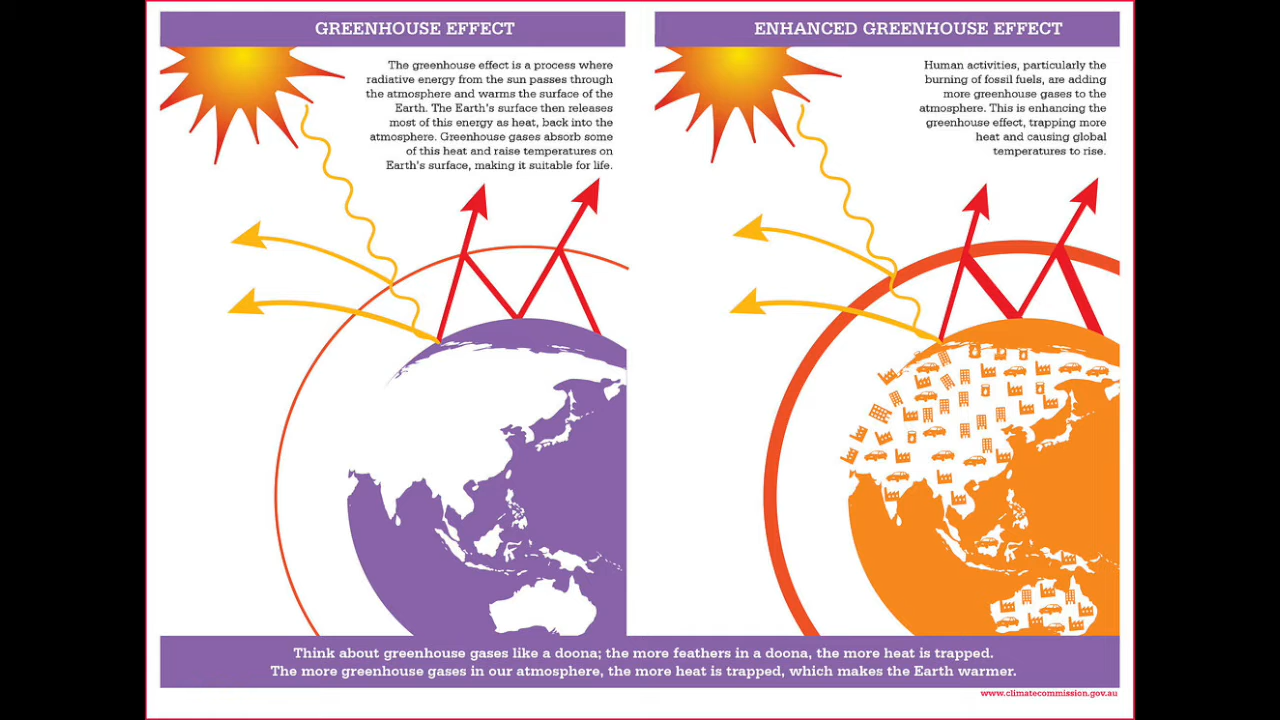 GREENHOUSE EFFECT
The greenhouse effect is a process where
radiative energy from the sun passes through
the atmosphere and warms the surface of the
Earth. The Earth's surface then releases
most of this energy as heat, back into the
atmosphere. Greenhouse gases absorb some
of this heat and raise temperatures on
Earth's surface, making it suitable for life.
ENHANCED GREENHOUSE EFFECT
Human activities, particularly the
burning of fossil fuels, are adding
more greenhouse gases to the
atmosphere. This is enhancing the
greenhouse effect, trapping more
heat and causing global
temperatures to rise.
Think about greenhouse gases like a doona; the more feathers in a doona, the more heat is trapped.
The more greenhouse gases in our atmosphere, the more heat is trapped, which makes the Earth warmer.
www.climatecommission.gov.au